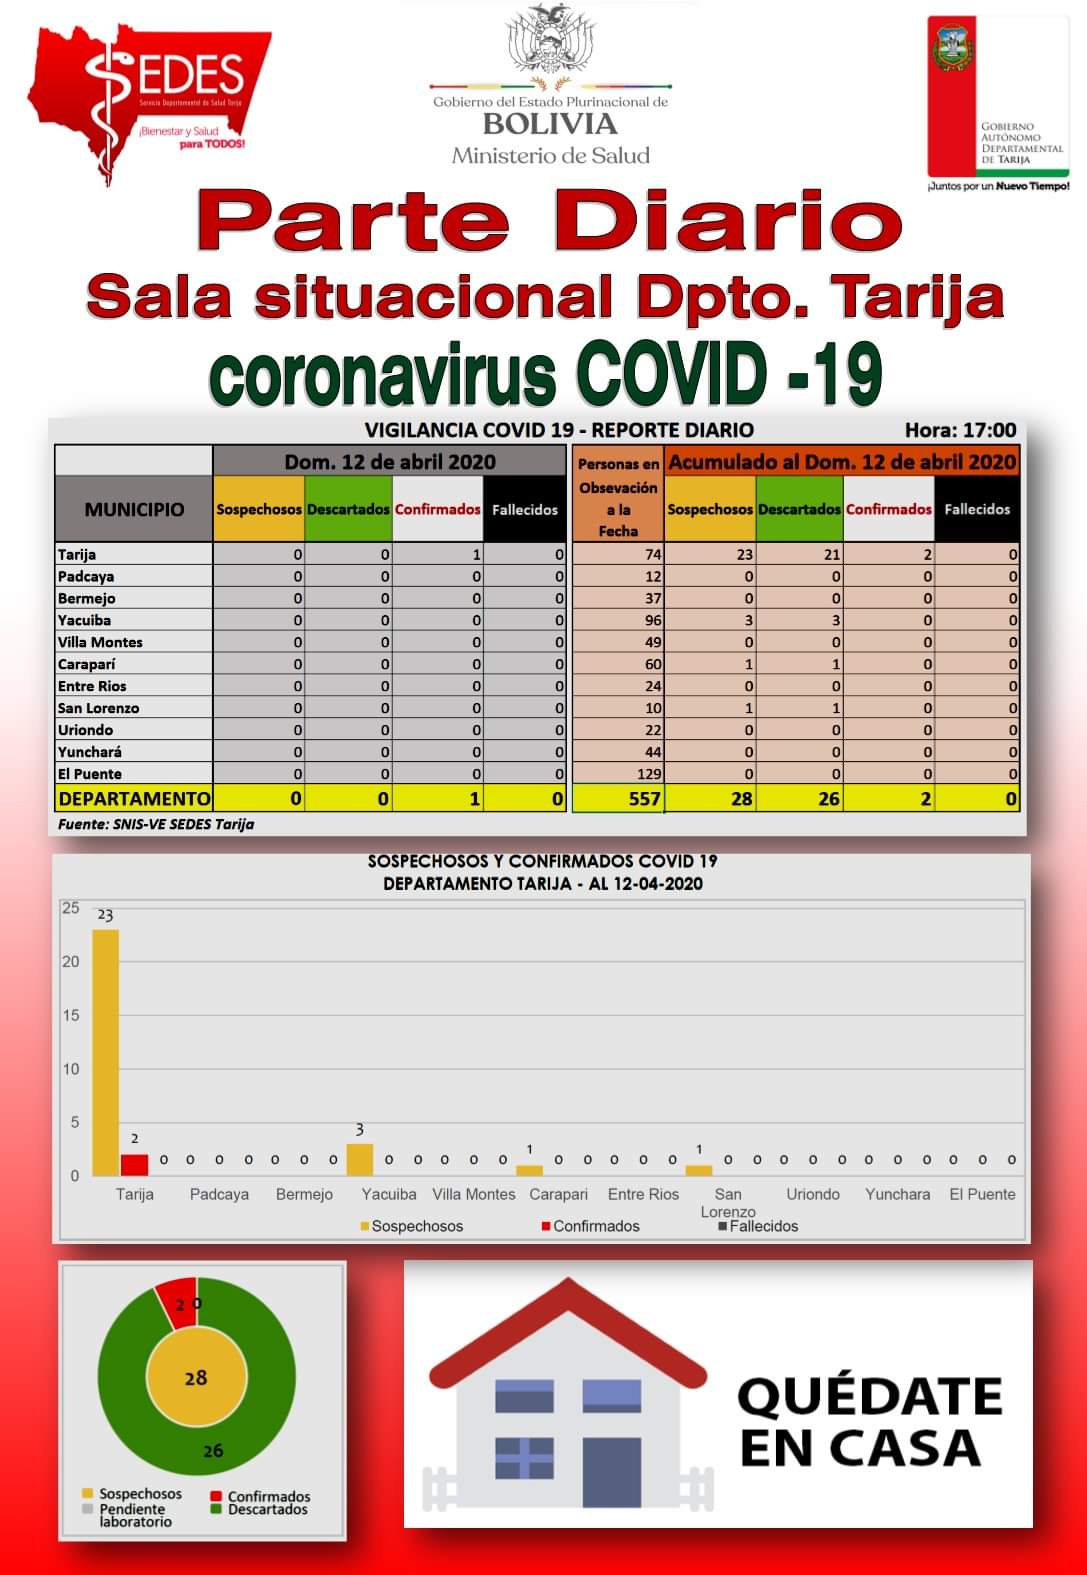 SEDES
Servicio Departamental de Salud Tarija
¡Bienestar y Salud
para TODOS!
Gobierno del Estado Plurinacional de
BOLIVIA
Ministerio de Salud
GOBIERNO
AUTÓNOMO
DEPARTAMENTAL
DE TARIJA
¡Juntos por un Nuevo Tiempo!
Parte Diario
Sala situacional Dpto. Tarija
coronavirus COVID -19
VIGILANCIA COVID 19 - REPORTE DIARIO Hora: 17:00
Dom. 12 de abril 2020 Personas en Obsevación a la Fecha Acumulado al Dom. 12 de abril 2020
MUNICIPIO Sospechosos Descartados Confirmados Fallecidos Sospechosos Descartados Confirmados Fallecidos
Tarija 0 0 1 0 74 23 21 2 0
Padcaya 0 0 0 0 12 0 0 0 0
Bermejo 0 0 0 0 37 0 0 0 0
Yacuiba 0 0 0 0 96 3 3 0 0
Villa Montes 0 0 0 0 49 0 0 0 0
Caraparí 0 0 0 0 60 1 1 0 0
Entre Rios 0 0 0 0 24 0 0 0 0
San Lorenzo 0 0 0 0 10 1 1 0 0
Uriondo 0 0 0 0 22 0 0 0 0
Yunchará 0 0 0 0 44 0 0 0 0
El Puente 0 0 0 0 129 0 0 0 0
DEPARTAMENTO 0 0 1 0 557 28 26 2 0
Fuente: SNIS-VE SEDES Tarija
SOSPECHOSOS Y CONFIRMADOS COVID 19
DEPARTAMENTO TARIJA - AL 12-04-2020
25
20
15
10
5
0
23 2 0 0 0 0 0 0 0 3 0 0 0 0 0 1 0 0 0 0 0 1 0 0 0 0 0 0 0 0 0 0 0
Tarija Padcaya Bermejo Yacuiba Villa Montes Carapari Entre Rios San Lorenzo Uriondo Yunchara El Puente
Sospechosos Confirmados Fallecidos
2 0
28
26
Sospechosos Confirmados
Pendiente laboratorio Descartados
QUÉDATE
EN CASA